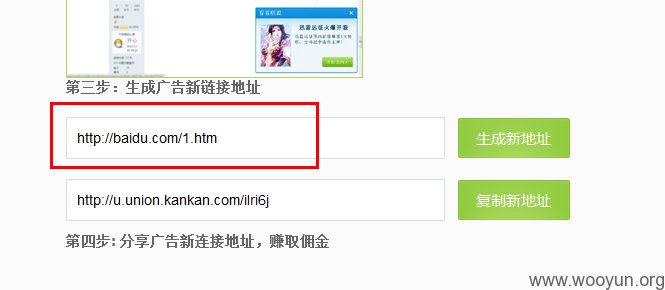 第三步：生成广告新链接地址
http://baidu.com/1.htm
生成新地址
http://u.union.kankan.com/ilri6j
复制新地址
第四步: 分享广告新连接地址，赚取佣金
www.wooyun.org